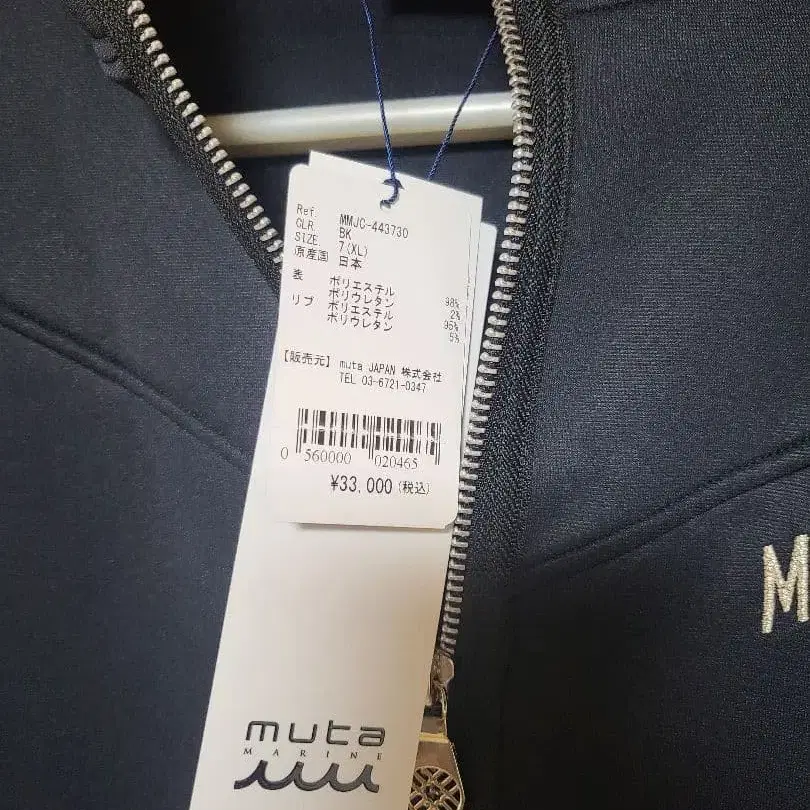 Ref. MMJC-443730
CLR BK
SIZE 7(XL)
原産国 日本
表 ポリエステル 98%
ポリウレタン 2%
リブ ポリエステル 95%
ポリウレタン 5%
【販売元】 muta JAPAN 株式会社
TEL 03-6721-0347
0 560000 020465
¥33,000 (税込)
M
muta
MARINE